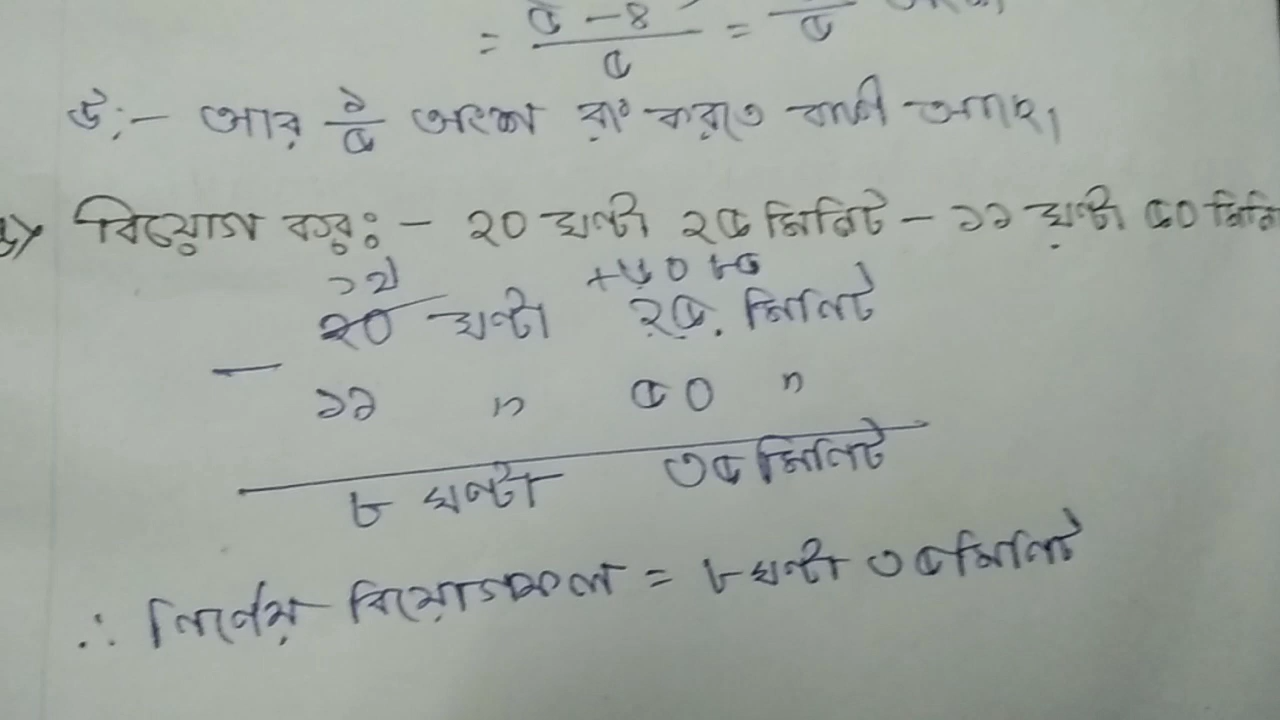 = ৫ - ৪ / ৫ = / ৫
উঃ- আর ১/৫ অংশ রং করতে বাকী আছে।
বিয়োগ করঃ- ২০ ঘন্টা ২৫ মিনিট - ১১ ঘন্টা ৫০ মিনি
১৯ +৬০ ৮৫
২০ ঘন্টা ২৫ মিনিট
- ১১ " ৫০ "
৮ ঘন্টা ৩৫ মিনিট
∴ নির্ণেয় বিয়োগফল = ৮ ঘন্টা ৩৫ মিনিট